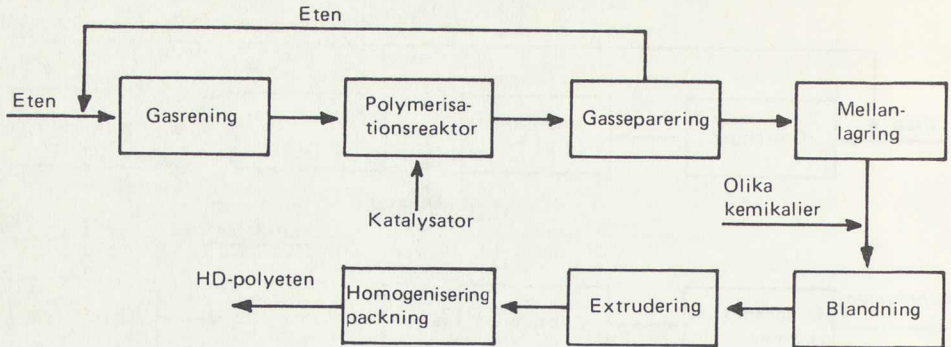 Eten
Eten
Gasrening
Polymerisa-
tionsreaktor
Gasseparering
Mellan-
lagring
Katalysator
Olika
kemikalier
HD-polyeten
Homogenisering
packning
Extrudering
Blandning